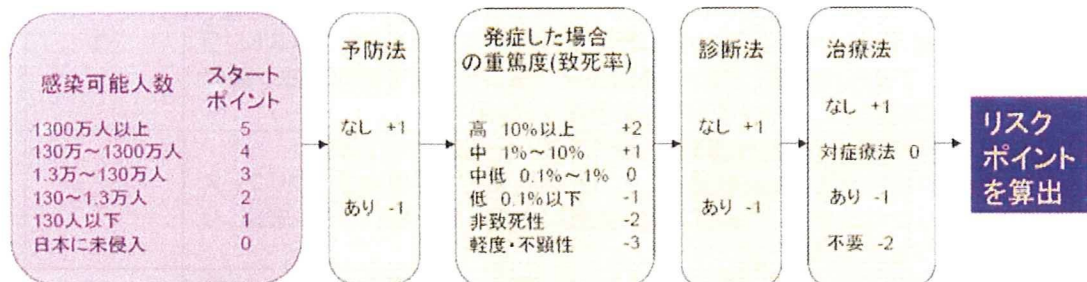 感染可能人数 スタートポイント
1300万人以上 5
130万～1300万人 4
1.3万～130万人 3
130～1.3万人 2
130人以下 1
日本に未侵入 0
予防法
なし +1
あり -1
発症した場合
の重篤度(致死率)
高 10%以上 +2
中 1%～10% +1
中低 0.1%～1% 0
低 0.1%以下 -1
非致死性 -2
軽度・不顕性 -3
診断法
なし +1
あり -1
治療法
なし +1
対症療法 0
あり -1
不要 -2
リスク
ポイント
を算出